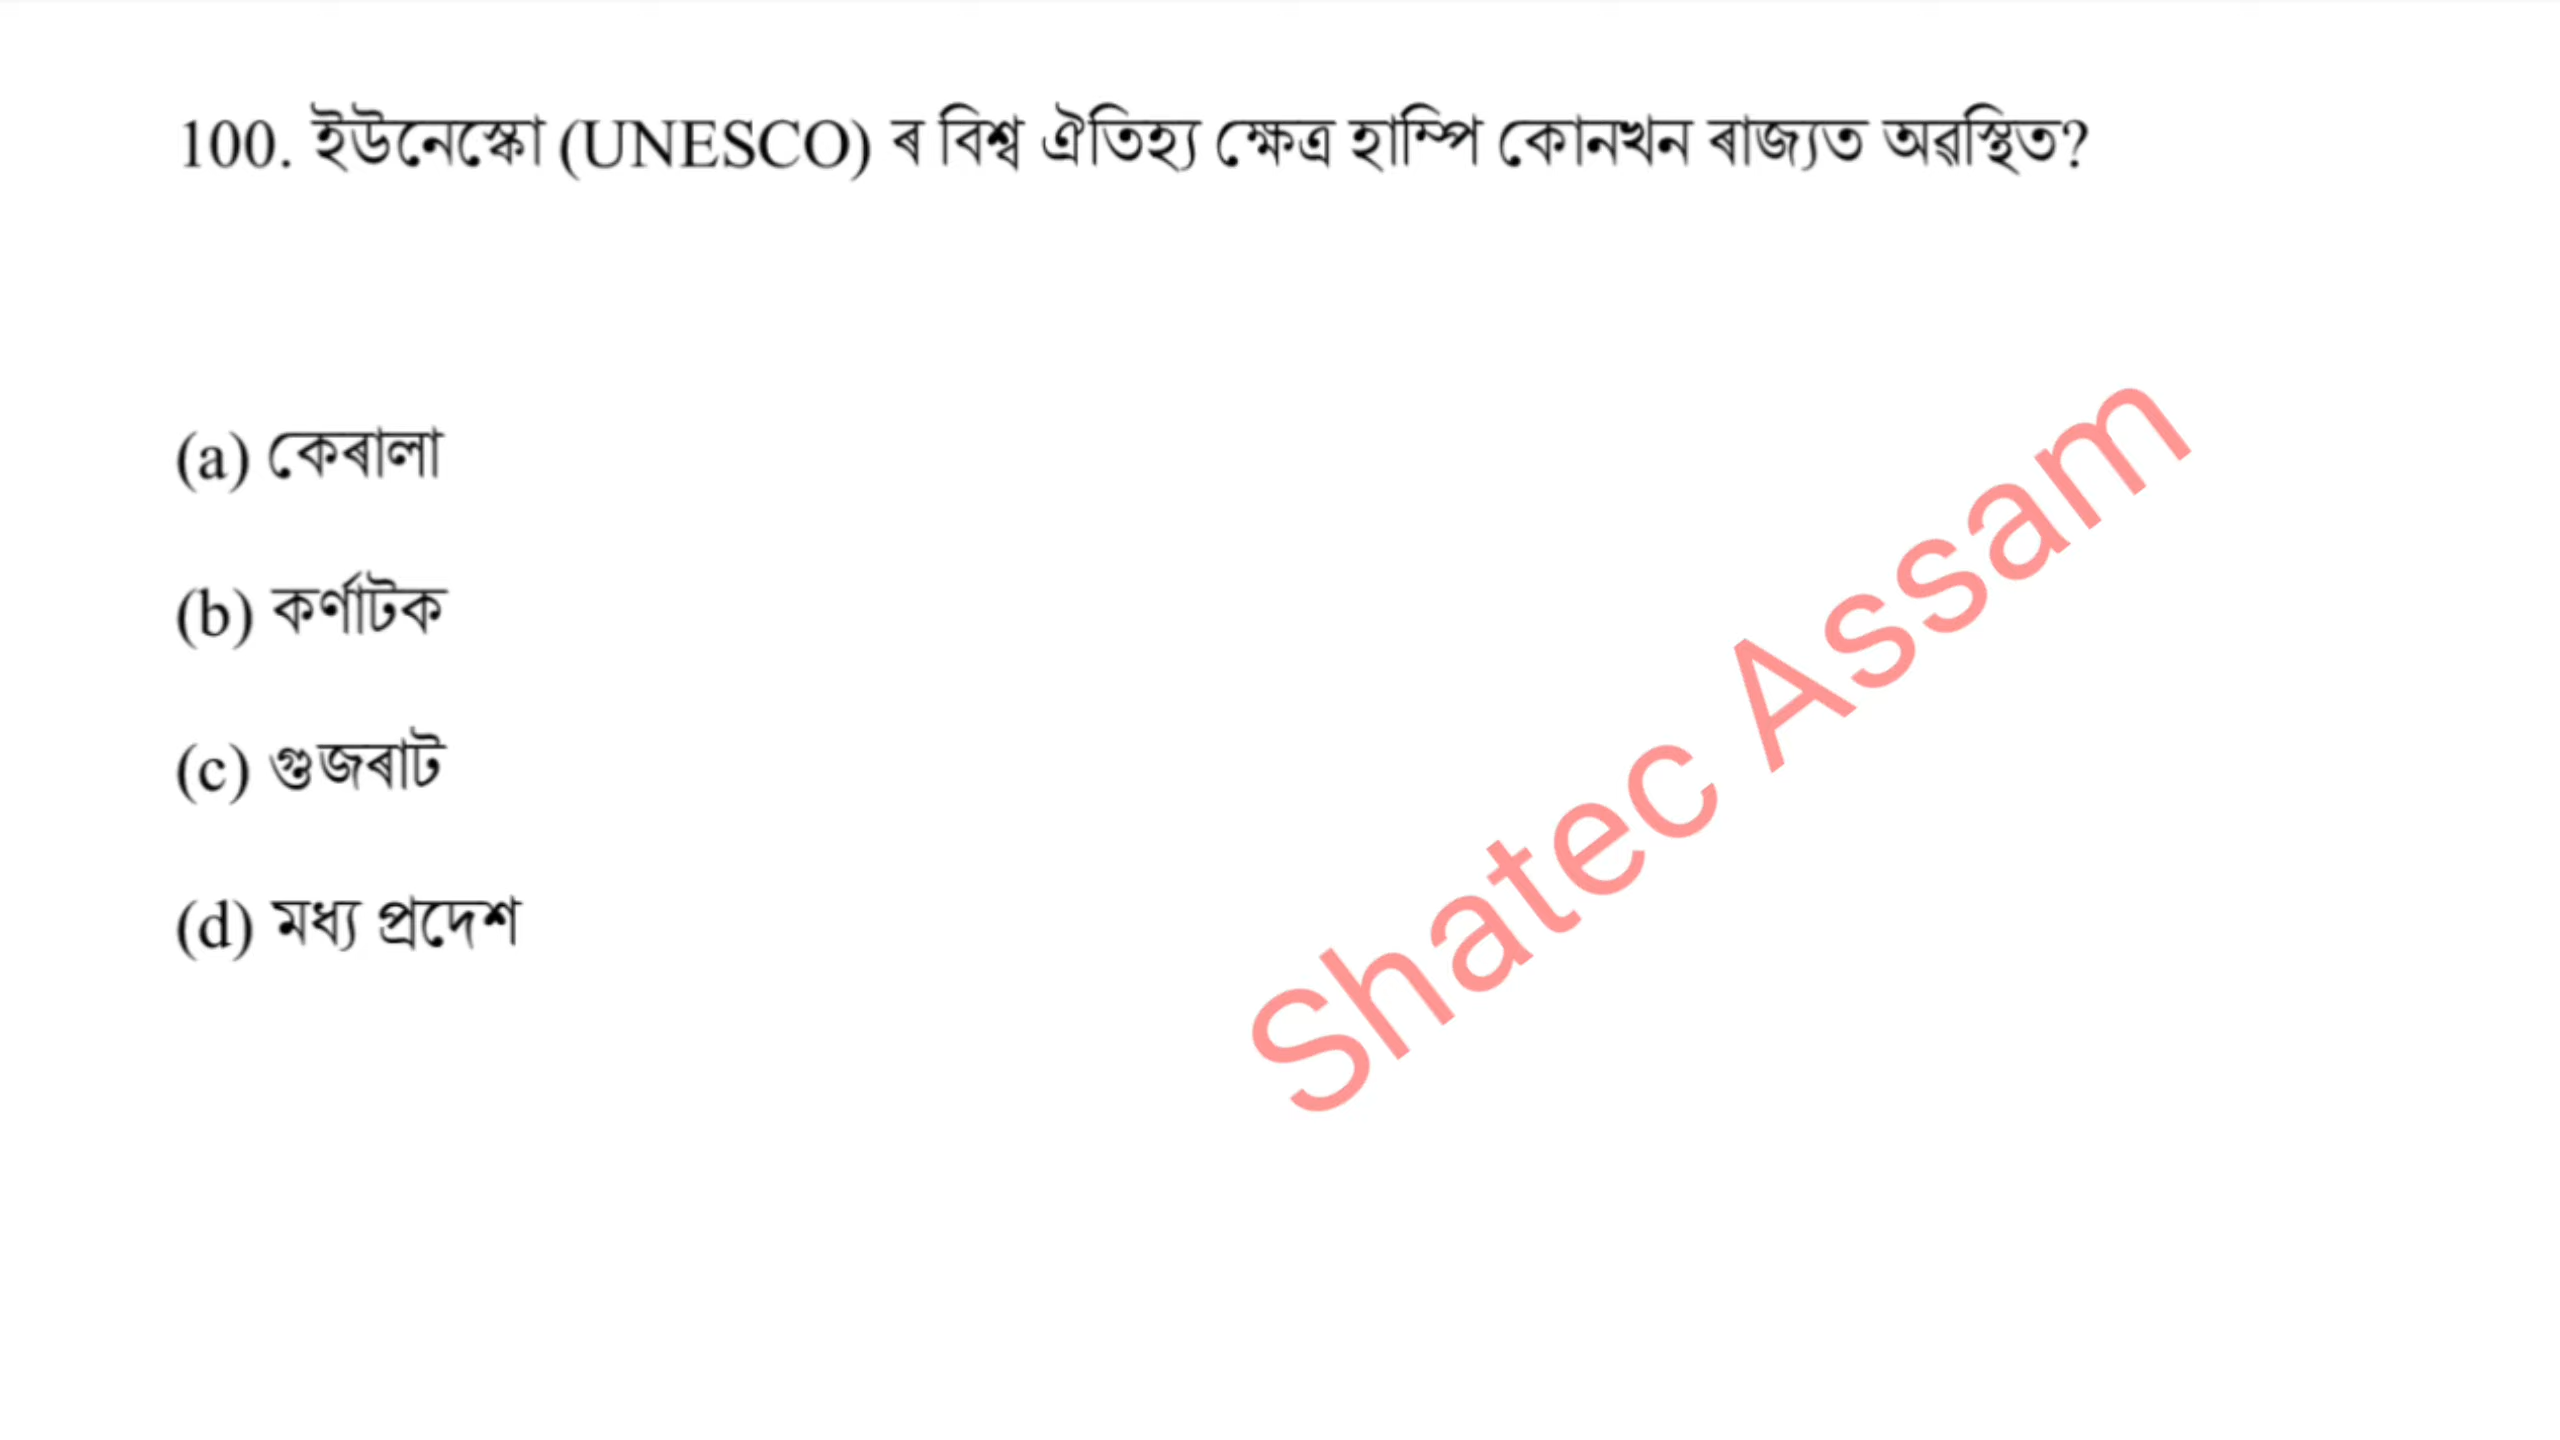 100. ইউনেস্কো (UNESCO) ৰ বিশ্ব ঐতিহ্য ক্ষেত্ৰ হাম্পি কোনখন ৰাজ্যত অৱস্থিত?
(a) কেৰালা
(b) কৰ্ণাটক
(c) গুজৰাট
(d) মধ্য প্ৰদেশ
Shatec Assam